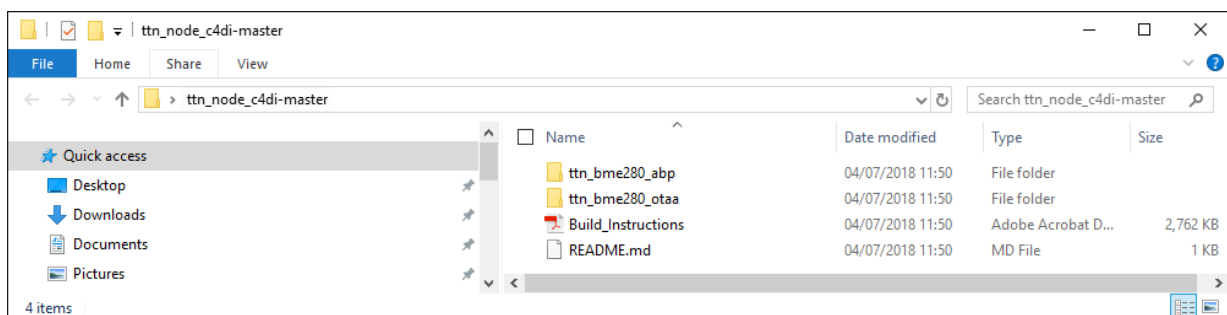 ttn_node_c4di-master
File Home Share View
ttn_node_c4di-master Search ttn_node_c4di-master
Name Date modified Type Size
Quick access
ttn_bme280_abp 04/07/2018 11:50 File folder
Desktop
ttn_bme280_otaa 04/07/2018 11:50 File folder
Downloads
Build_Instructions 04/07/2018 11:50 Adobe Acrobat D... 2,762 KB
Documents
README.md 04/07/2018 11:50 MD File 1 KB
Pictures
4 items